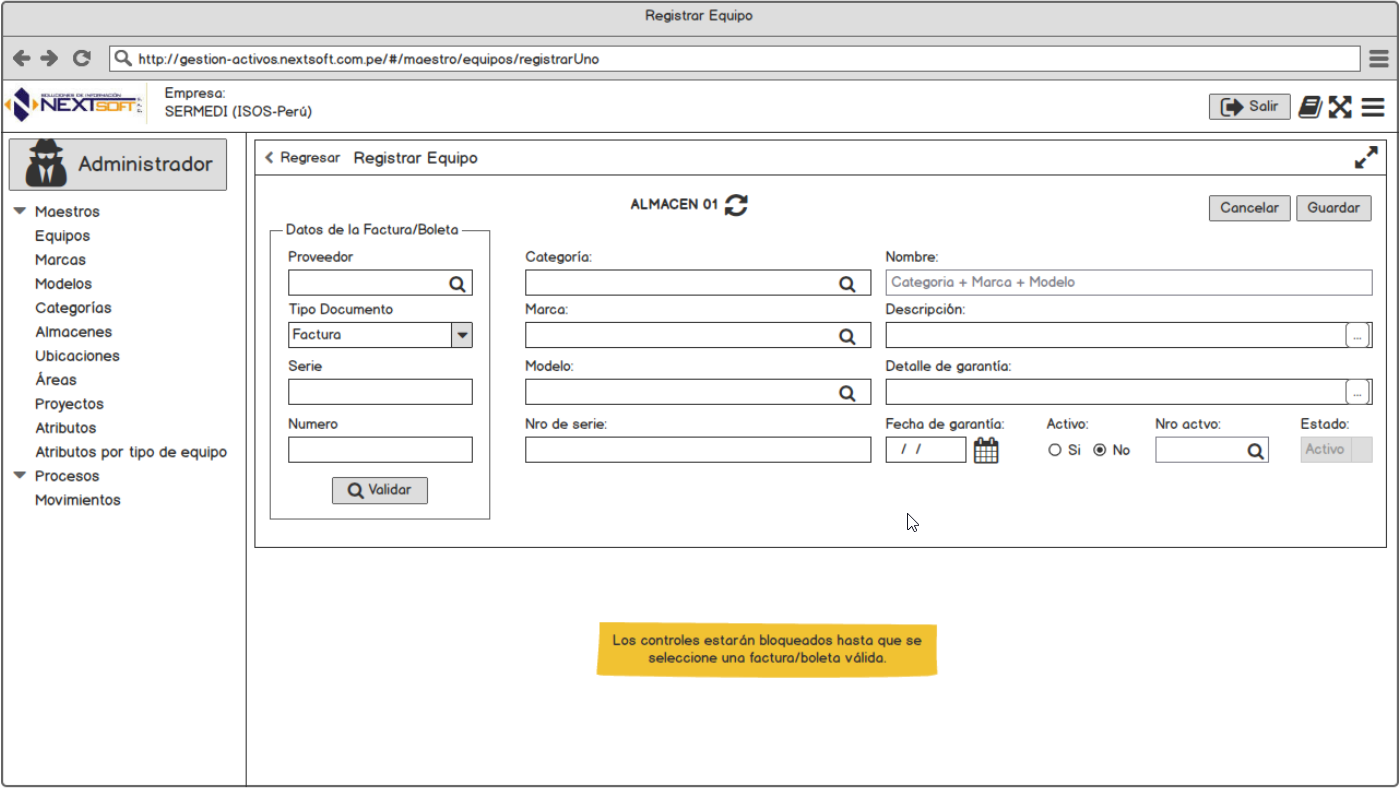 Registrar Equipo
http://gestion-activos.nextsoft.com.pe/#/maestro/equipos/registrarUno
SOLUCIONES DE INFORMACIÓN
NEXTSOFT
Empresa:
SERMEDI (ISOS-Perú)
Salir
Administrador
Maestros
Equipos
Marcas
Modelos
Categorías
Almacenes
Ubicaciones
Áreas
Proyectos
Atributos
Atributos por tipo de equipo
Procesos
Movimientos
Regresar Registrar Equipo
ALMACEN 01
Cancelar Guardar
Datos de la Factura/Boleta
Proveedor
Tipo Documento
Factura
Serie
Numero
Validar
Categoría:
Marca:
Modelo:
Nro de serie:
Nombre:
Categoria + Marca + Modelo
Descripción:
...
Detalle de garantía:
...
Fecha de garantía: Activo: Nro actvo: Estado:
/ / Si No Activo
Los controles estarán bloqueados hasta que se
seleccione una factura/boleta válida.